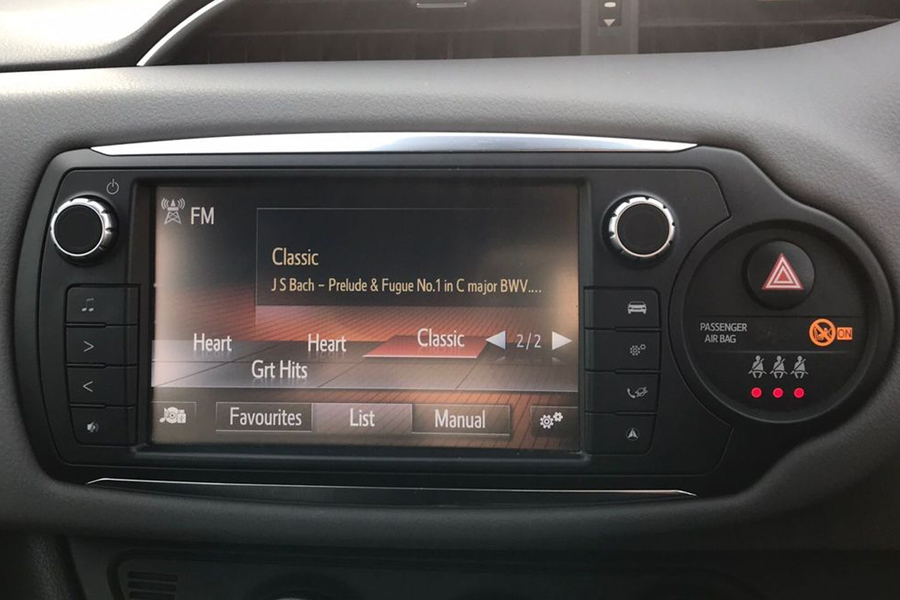 FM
Classic
J S Bach – Prelude & Fugue No.1 in C major BWV....
Heart Heart Classic 2/2
Grt Hits
Favourites List Manual
PASSENGER
AIR BAG
ON